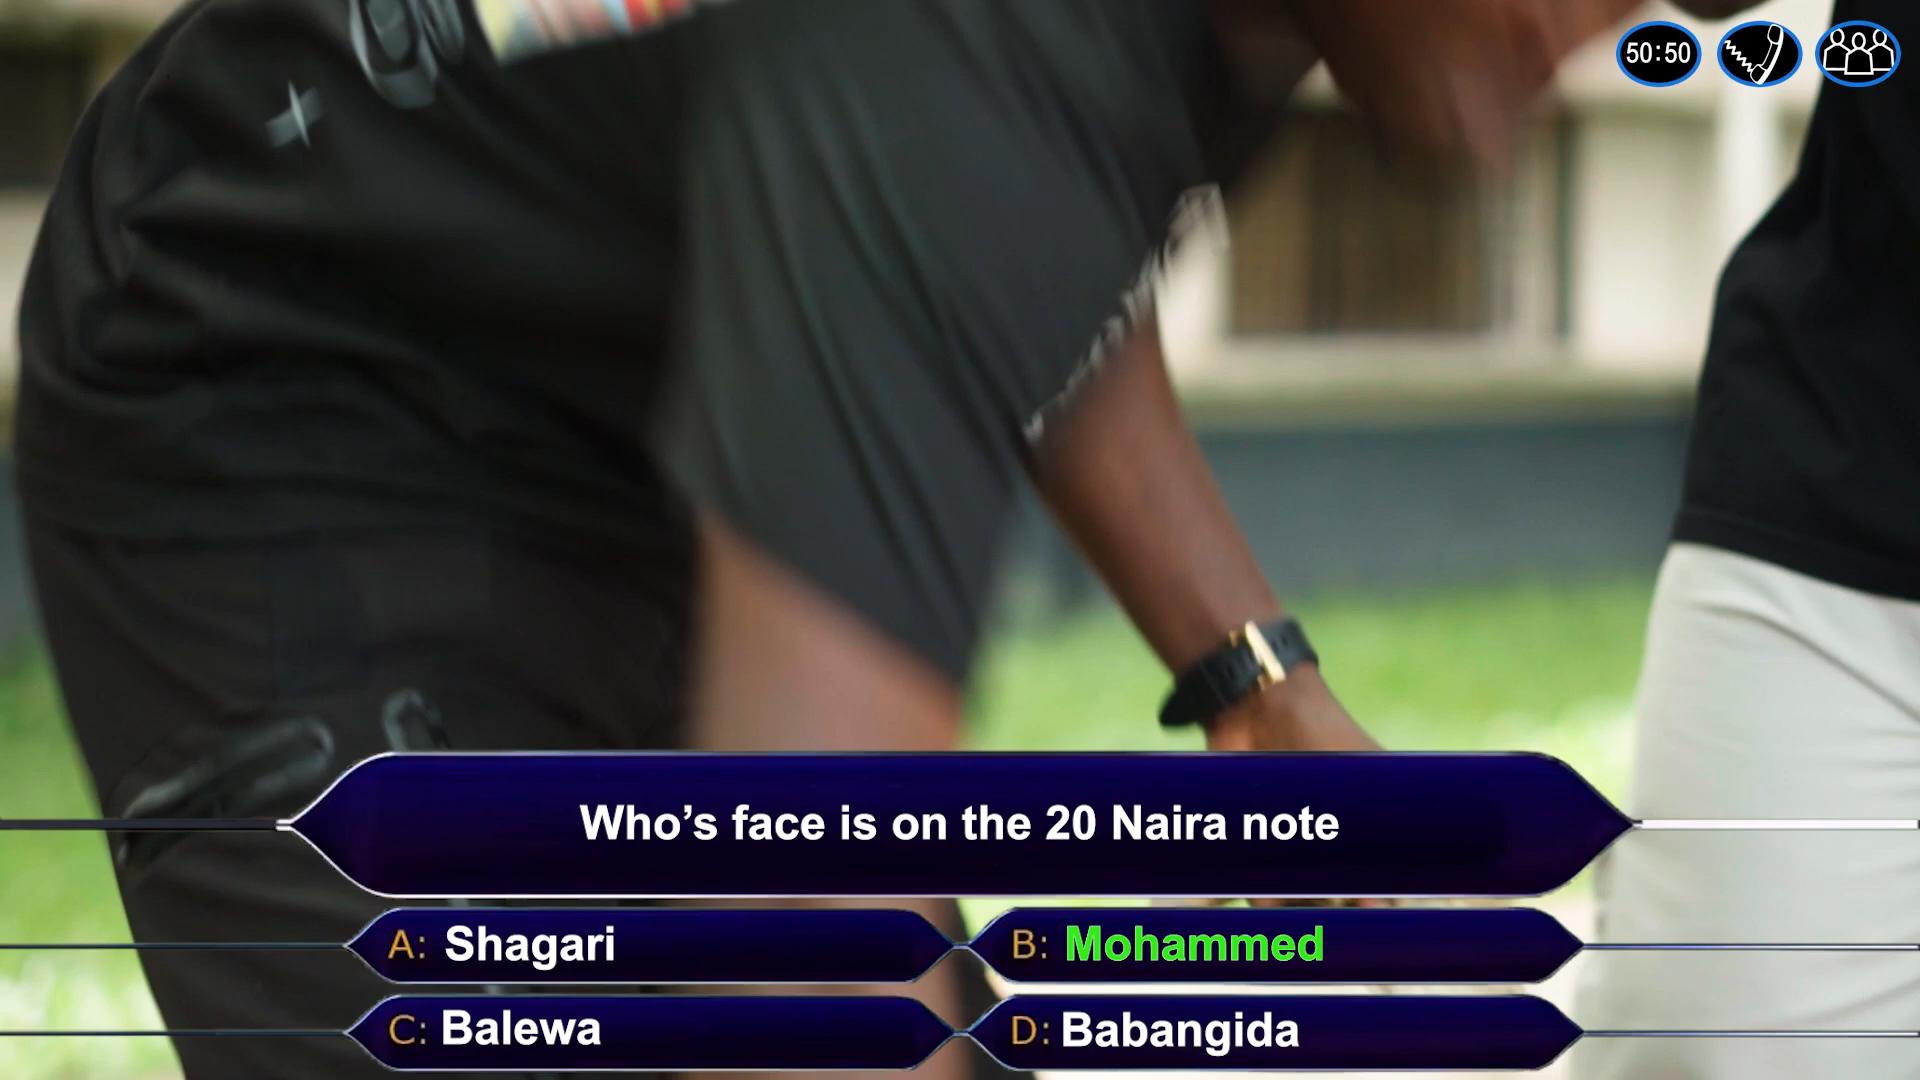 50:50
Who’s face is on the 20 Naira note
A: Shagari
B: Mohammed
C: Balewa
D: Babangida